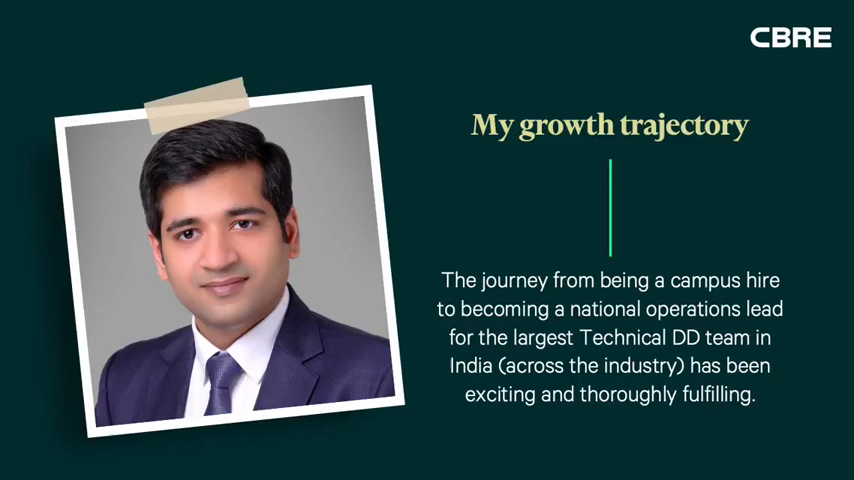 CBRE
My growth trajectory
The journey from being a campus hire
to becoming a national operations lead
for the largest Technical DD team in
India (across the industry) has been
exciting and thoroughly fulfilling.